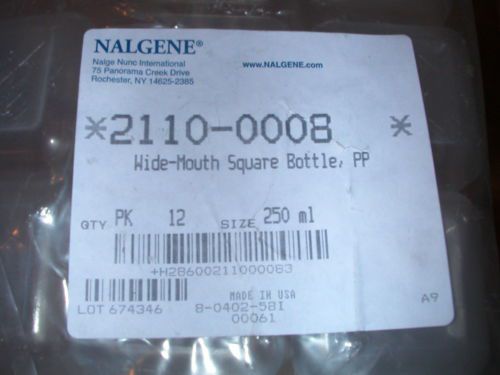 NALGENE®
Nalge Nunc International
75 Panorama Creek Drive
Rochester, NY 14625-2385
www.NALGENE.com
*2110-0008 *
Wide-Mouth Square Bottle, PP
QTY PK 12 SIZE 250 ml
+H28600211000083
MADE IN USA
LOT 674346 8-0402-58I A9
00061